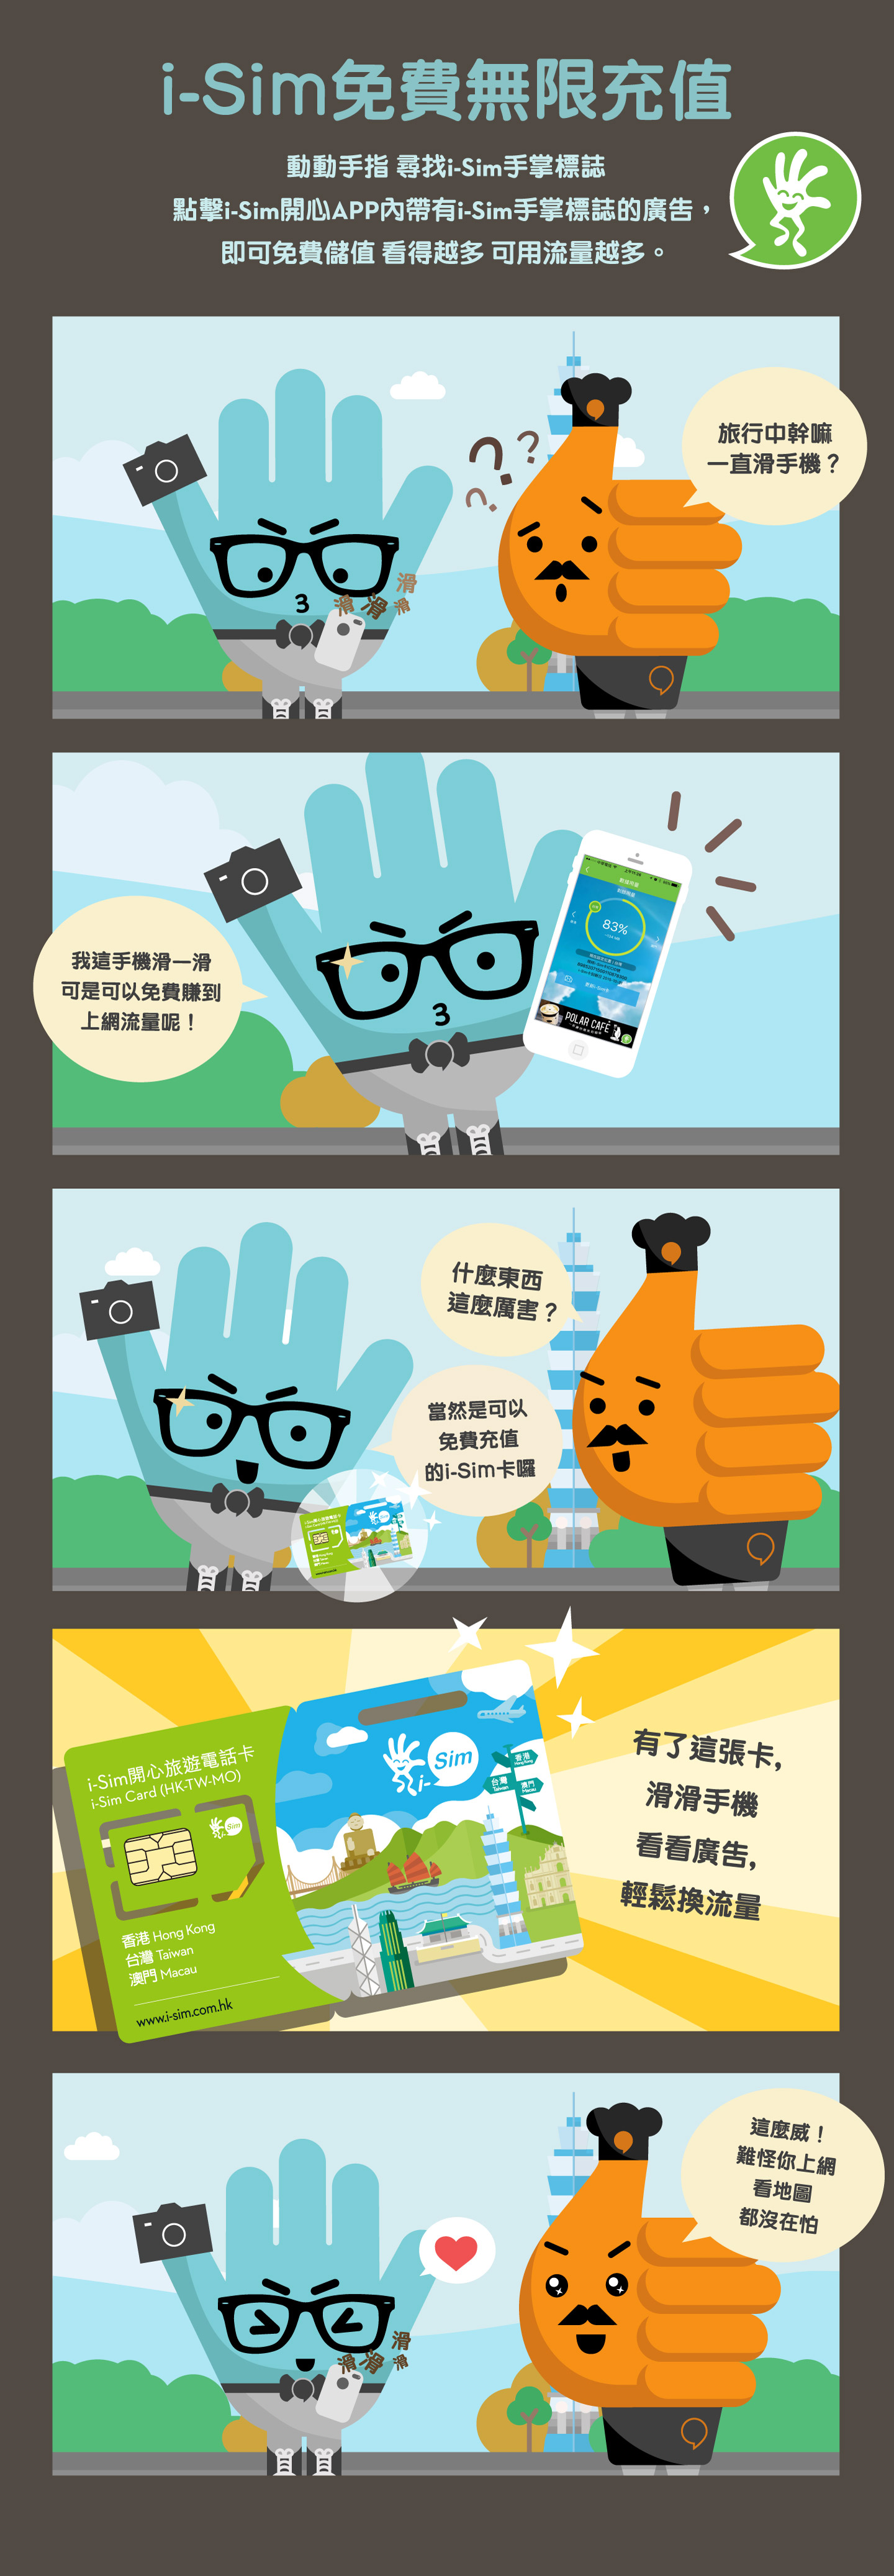 i-Sim免費無限充值
動動手指 尋找i-Sim手掌標誌
點擊i-Sim開心APP內帶有i-Sim手掌標誌的廣告，
即可免費儲值 看得越多 可用流量越多。
旅行中幹嘛
一直滑手機？
滑
滑 滑 滑
3
我這手機滑一滑
可是可以免費賺到
上網流量呢！
83%
POLAR CAFÉ
3
什麼東西
這麼厲害？
當然是可以
免費充值
的i-Sim卡囉
有了這張卡,
滑滑手機
看看廣告,
輕鬆換流量
i-Sim開心旅遊電話卡
i-Sim Card (HK-TW-MO)
i-Sim
香港 Hong Kong
台灣 Taiwan
澳門 Macau
www.i-sim.com.hk
i-Sim
香港
Hong Kong
台灣
Taiwan
澳門
Macau
這麼威！
難怪你上網
看地圖
都沒在怕
滑
滑 滑 滑